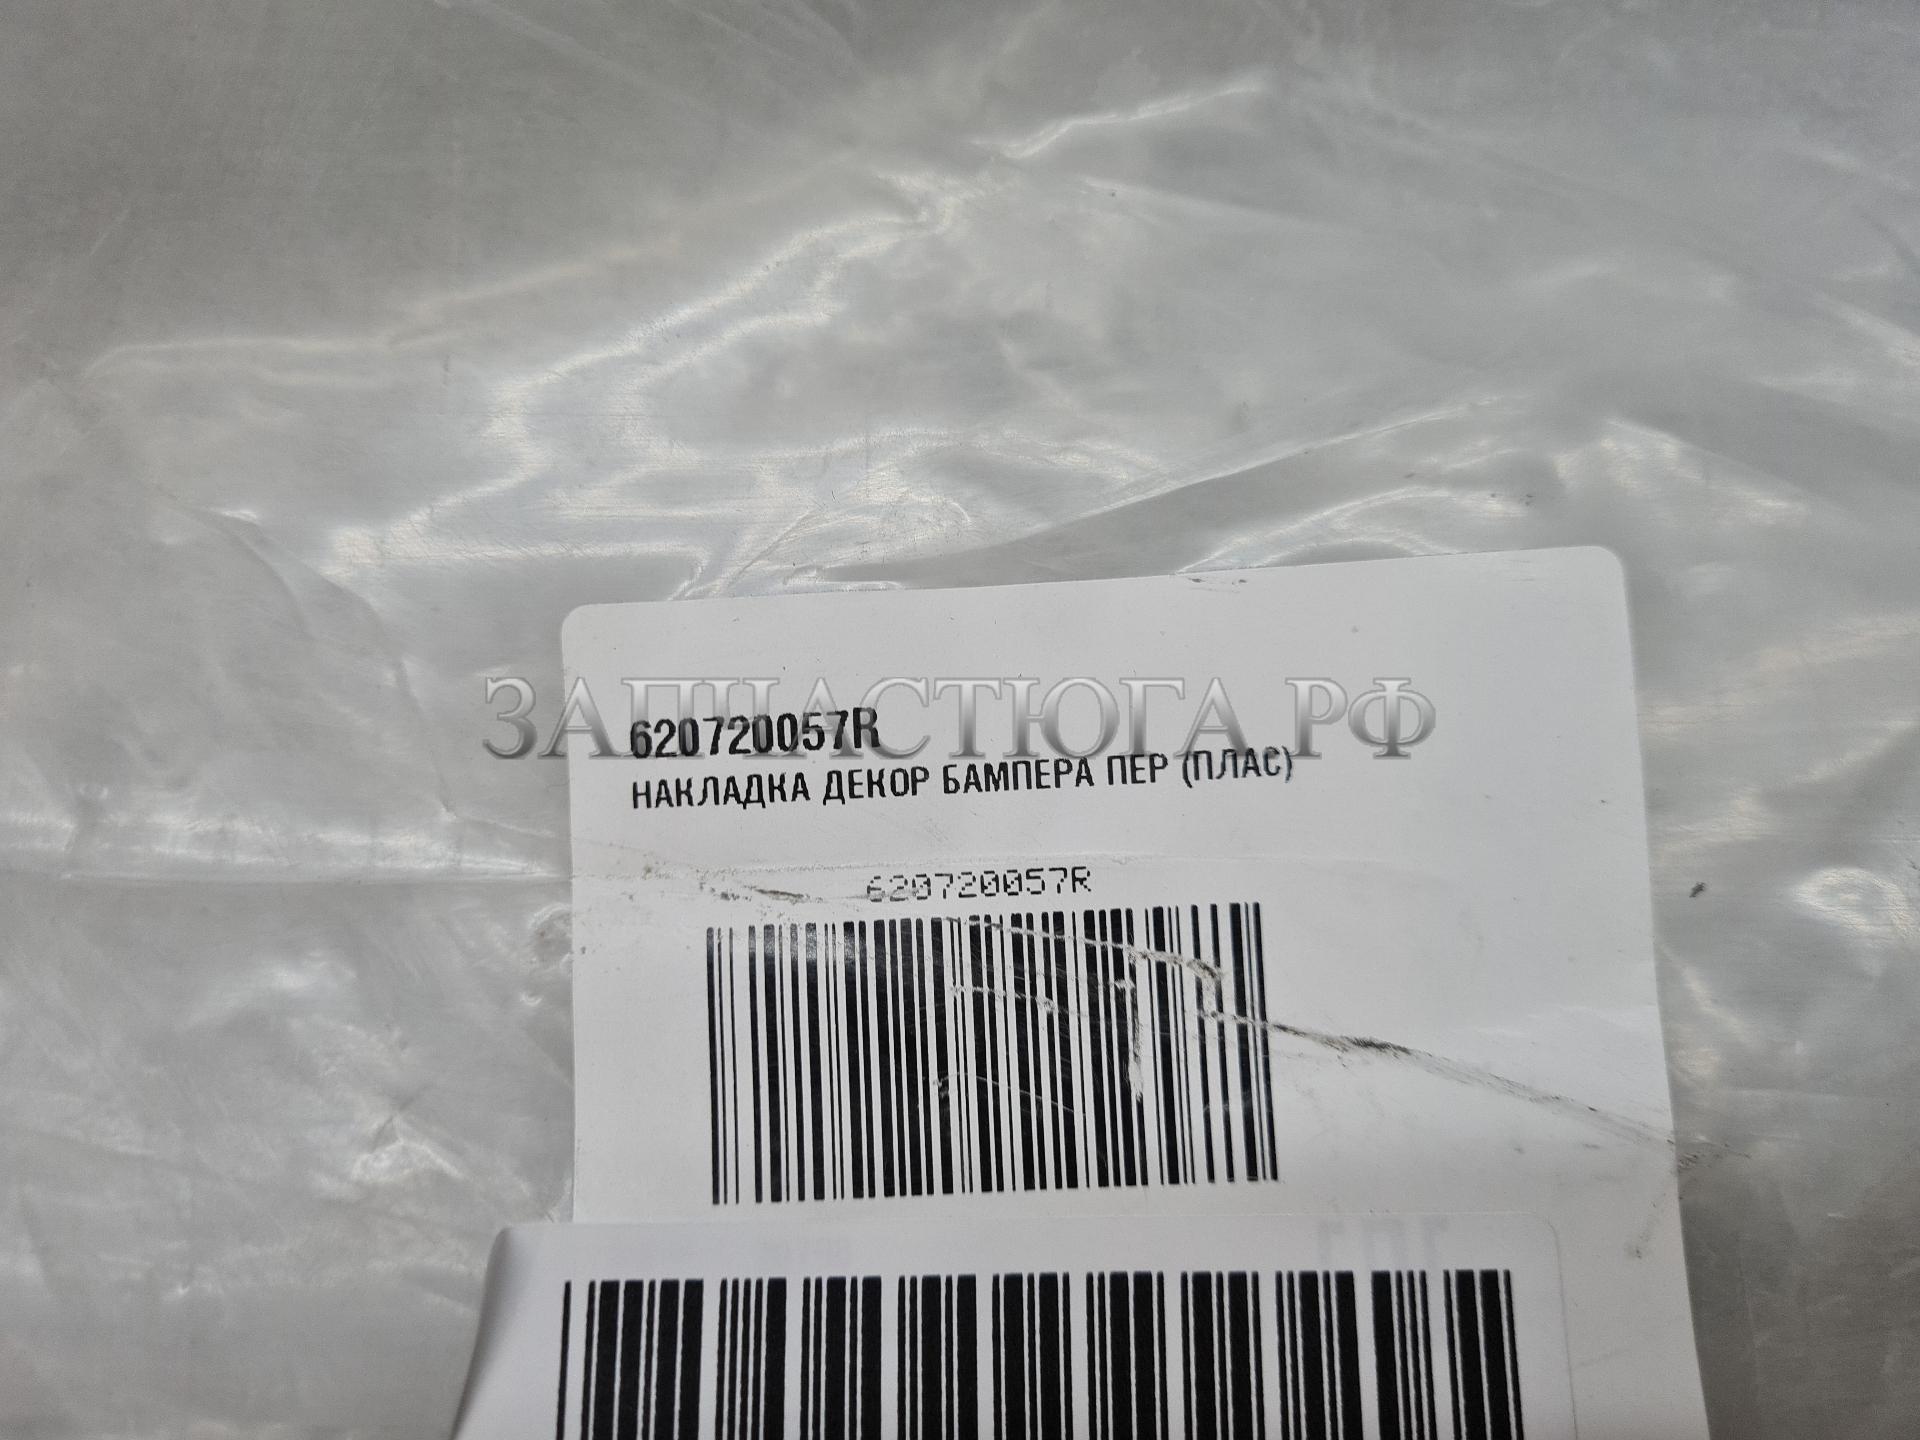 ЗАПЧАСТЮГА.РФ
620720057R
НАКЛАДКА ДЕКОР БАМПЕРА ПЕР (ПЛАС)
620720057R